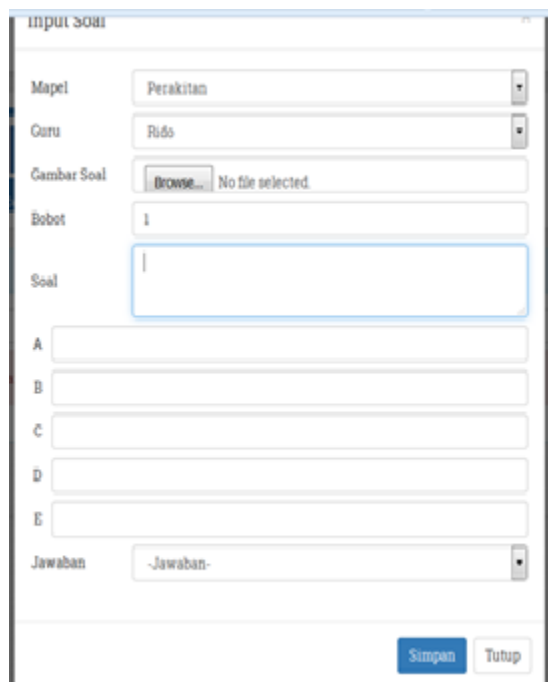 Input Soal
Mapel Perakitan
Guru Rido
Gambar Soal Browse... No file selected.
Bobot 1
Soal
A
B
C
D
E
Jawaban -Jawaban-
Simpan Tutup